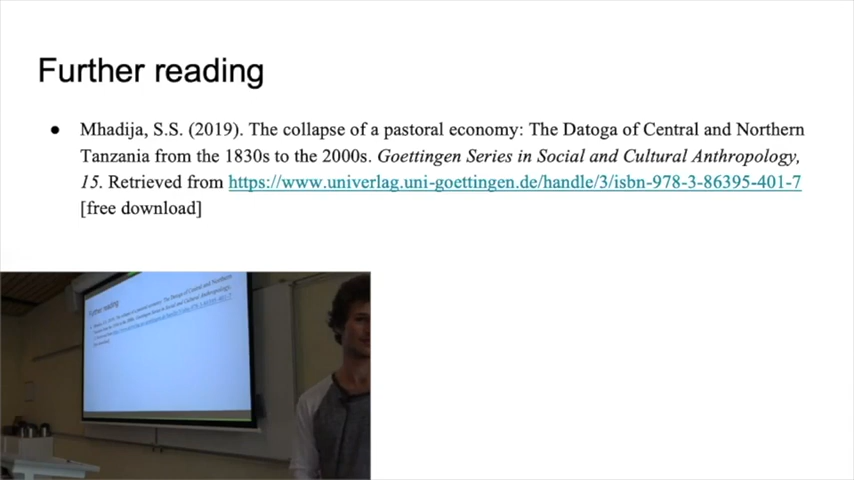 Further reading
● Mhadija, S.S. (2019). The collapse of a pastoral economy: The Datoga of Central and Northern
Tanzania from the 1830s to the 2000s. Goettingen Series in Social and Cultural Anthropology,
15. Retrieved from https://www.univerlag.uni-goettingen.de/handle/3/isbn-978-3-86395-401-7
[free download]
Further reading